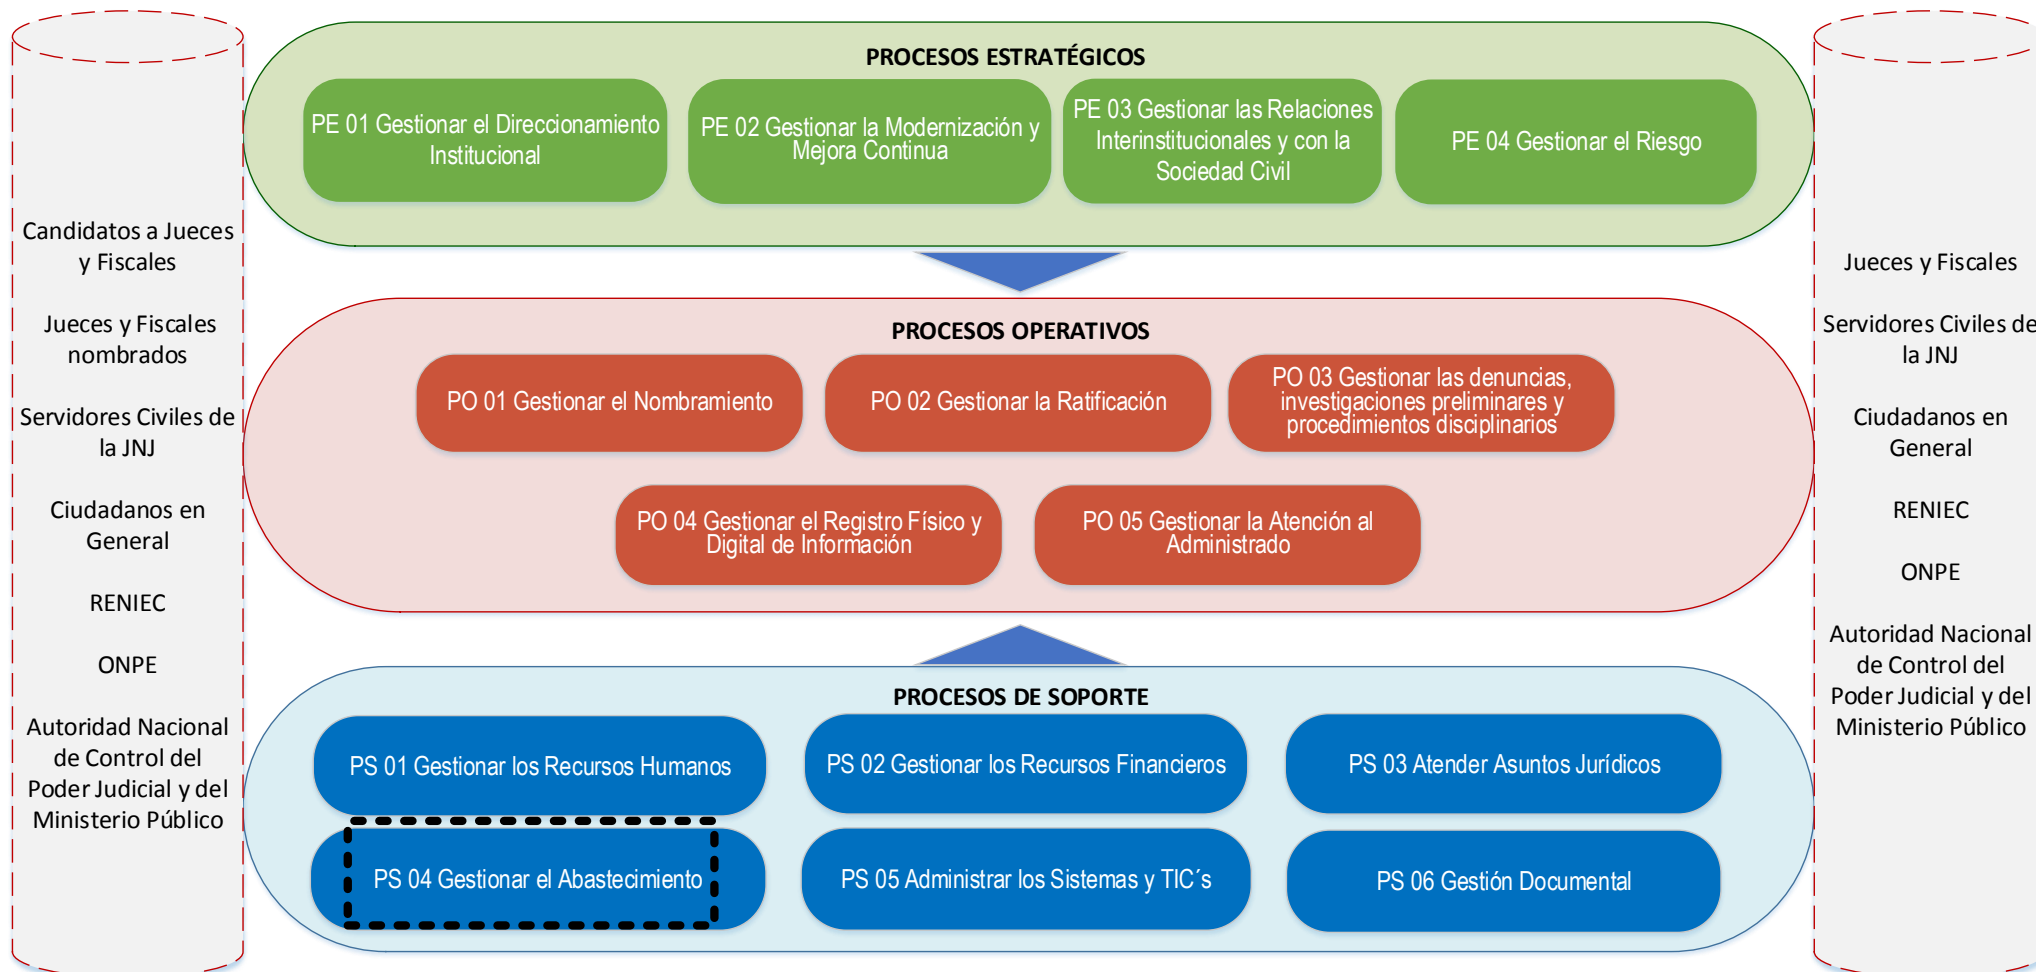 Candidatos a Jueces
y Fiscales
Jueces y Fiscales
nombrados
Servidores Civiles de
la JNJ
Ciudadanos en
General
RENIEC
ONPE
Autoridad Nacional
de Control del
Poder Judicial y del
Ministerio Público
PROCESOS ESTRATÉGICOS
PE 01 Gestionar el Direccionamiento
Institucional
PE 02 Gestionar la Modernización y
Mejora Continua
PE 03 Gestionar las Relaciones
Interinstitucionales y con la
Sociedad Civil
PE 04 Gestionar el Riesgo
PROCESOS OPERATIVOS
PO 01 Gestionar el Nombramiento
PO 02 Gestionar la Ratificación
PO 03 Gestionar las denuncias,
investigaciones preliminares y
procedimientos disciplinarios
PO 04 Gestionar el Registro Físico y
Digital de Información
PO 05 Gestionar la Atención al
Administrado
PROCESOS DE SOPORTE
PS 01 Gestionar los Recursos Humanos
PS 02 Gestionar los Recursos Financieros
PS 03 Atender Asuntos Jurídicos
PS 04 Gestionar el Abastecimiento
PS 05 Administrar los Sistemas y TIC´s
PS 06 Gestión Documental
Jueces y Fiscales
Servidores Civiles de
la JNJ
Ciudadanos en
General
RENIEC
ONPE
Autoridad Nacional
de Control del
Poder Judicial y del
Ministerio Público